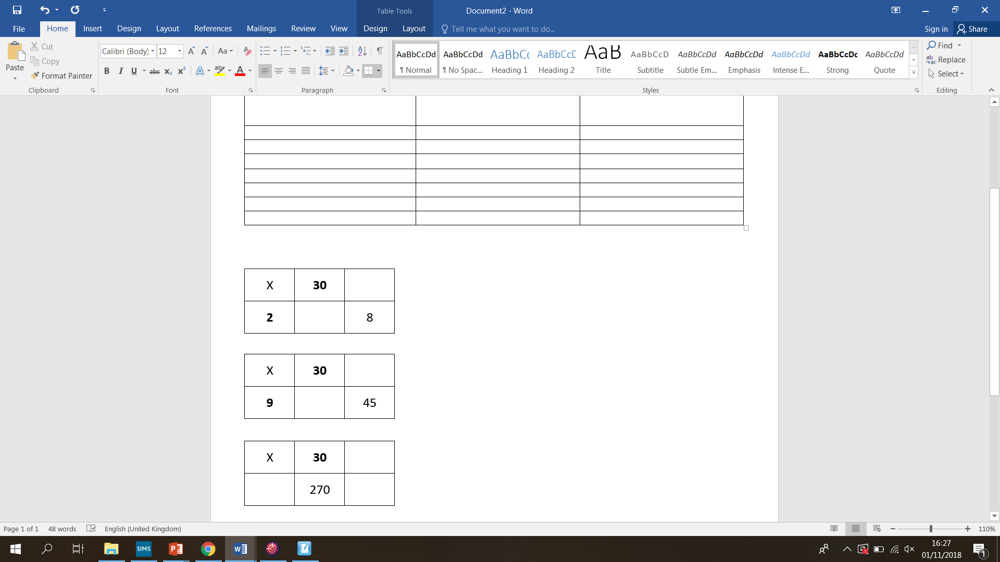 Table Tools
Document2 - Word
File Home Insert Design Layout References Mailings Review View Design Layout Tell me what you want to do... Sign in Share
Paste
Cut
Copy
Format Painter
Clipboard
Calibri (Body) 12
Aa
B I U abc x₂ x² A ab A
Font
Paragraph
AaBbCcDd AaBbCcDd AaBbCc AaBbCcD AaB AaBbCcD AaBbCcDd AaBbCcDd AaBbCcDd AaBbCcDc AaBbCcDd
¶ Normal ¶ No Spac... Heading 1 Heading 2 Title Subtitle Subtle Em... Emphasis Intense E... Strong Quote
Styles
Find
Replace
Select
Editing
X 30
2 8
X 30
9 45
X 30
270
Page 1 of 1 48 words English (United Kingdom) 110%
SIMS
16:27
01/11/2018
1